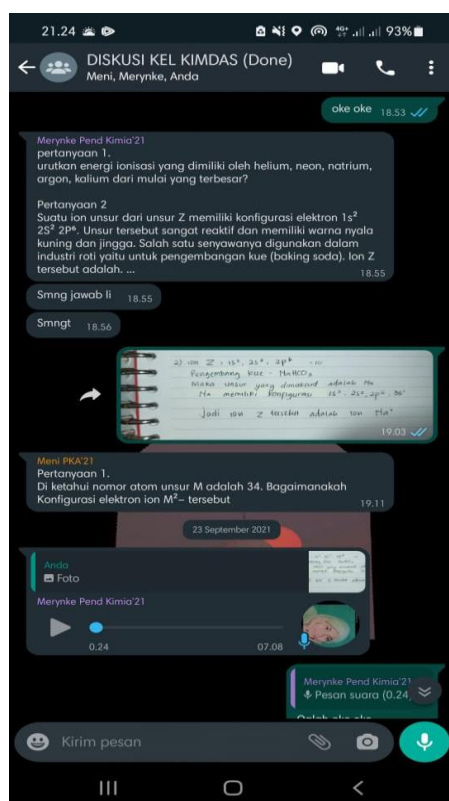 21.24
40+
93%
DISKUSI KEL KIMDAS (Done)
Meni, Merynke, Anda
oke oke 18.53
Merynke Pend Kimia'21
pertanyaan 1.
urutkan energi ionisasi yang dimiliki oleh helium, neon, natrium,
argon, kalium dari mulai yang terbesar?
Pertanyaan 2
Suatu ion unsur dari unsur Z memiliki konfigurasi elektron 1s²
2S² 2P⁶. Unsur tersebut sangat reaktif dan memiliki warna nyala
kuning dan jingga. Salah satu senyawanya digunakan dalam
industri roti yaitu untuk pengembangan kue (baking soda). Ion Z
tersebut adalah. ...
18.55
Smng jawab li 18.55
Smngt 18.56
2) ion Z : 1s², 2s², 2p⁶
Pengembang kue = NaHCO₃
Maka unsur yang dimaksud adalah Na
Na memiliki konfigurasi 1s², 2s², 2p⁶, 3s¹
Jadi ion Z tersebut adalah ion Na⁺
19.03
Meni PKA'21
Pertanyaan 1.
Di ketahui nomor atom unsur M adalah 34. Bagaimanakah
Konfigurasi elektron ion M²– tersebut
19.11
23 September 2021
Anda
Foto
Merynke Pend Kimia'21
0.24 07.08
Merynke Pend Kimia'21
Pesan suara (0.24)
Kirim pesan